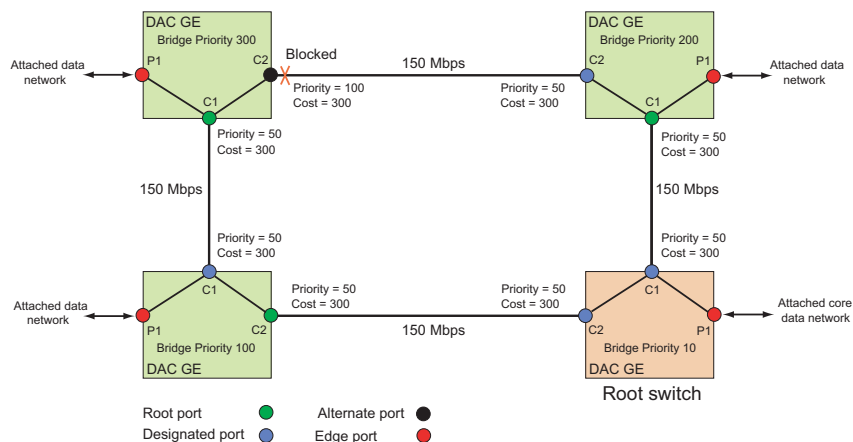 DAC GE
Bridge Priority 300
P1
C2
C1
Attached data
network
Blocked
Priority = 100
Cost = 300
150 Mbps
Priority = 50
Cost = 300
DAC GE
Bridge Priority 200
C2
P1
C1
Attached data
network
Priority = 50
Cost = 300
Priority = 50
Cost = 300
150 Mbps
150 Mbps
Priority = 50
Cost = 300
Priority = 50
Cost = 300
Attached data
network
C1
P1
C2
Bridge Priority 100
DAC GE
Priority = 50
Cost = 300
150 Mbps
Priority = 50
Cost = 300
C1
C2
P1
Bridge Priority 10
DAC GE
Attached core
data network
Root switch
Root port
Alternate port
Designated port
Edge port